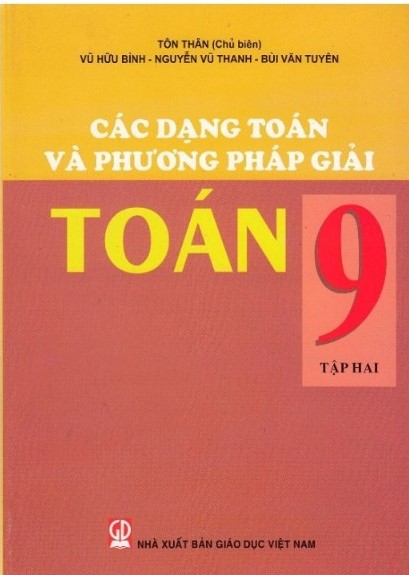 TÔN THÂN (Chủ biên)
VŨ HỮU BÌNH - NGUYỄN VŨ THANH - BÙI VĂN TUYÊN
CÁC DẠNG TOÁN
VÀ PHƯƠNG PHÁP GIẢI
TOÁN 9
TẬP HAI
GD
NHÀ XUẤT BẢN GIÁO DỤC VIỆT NAM